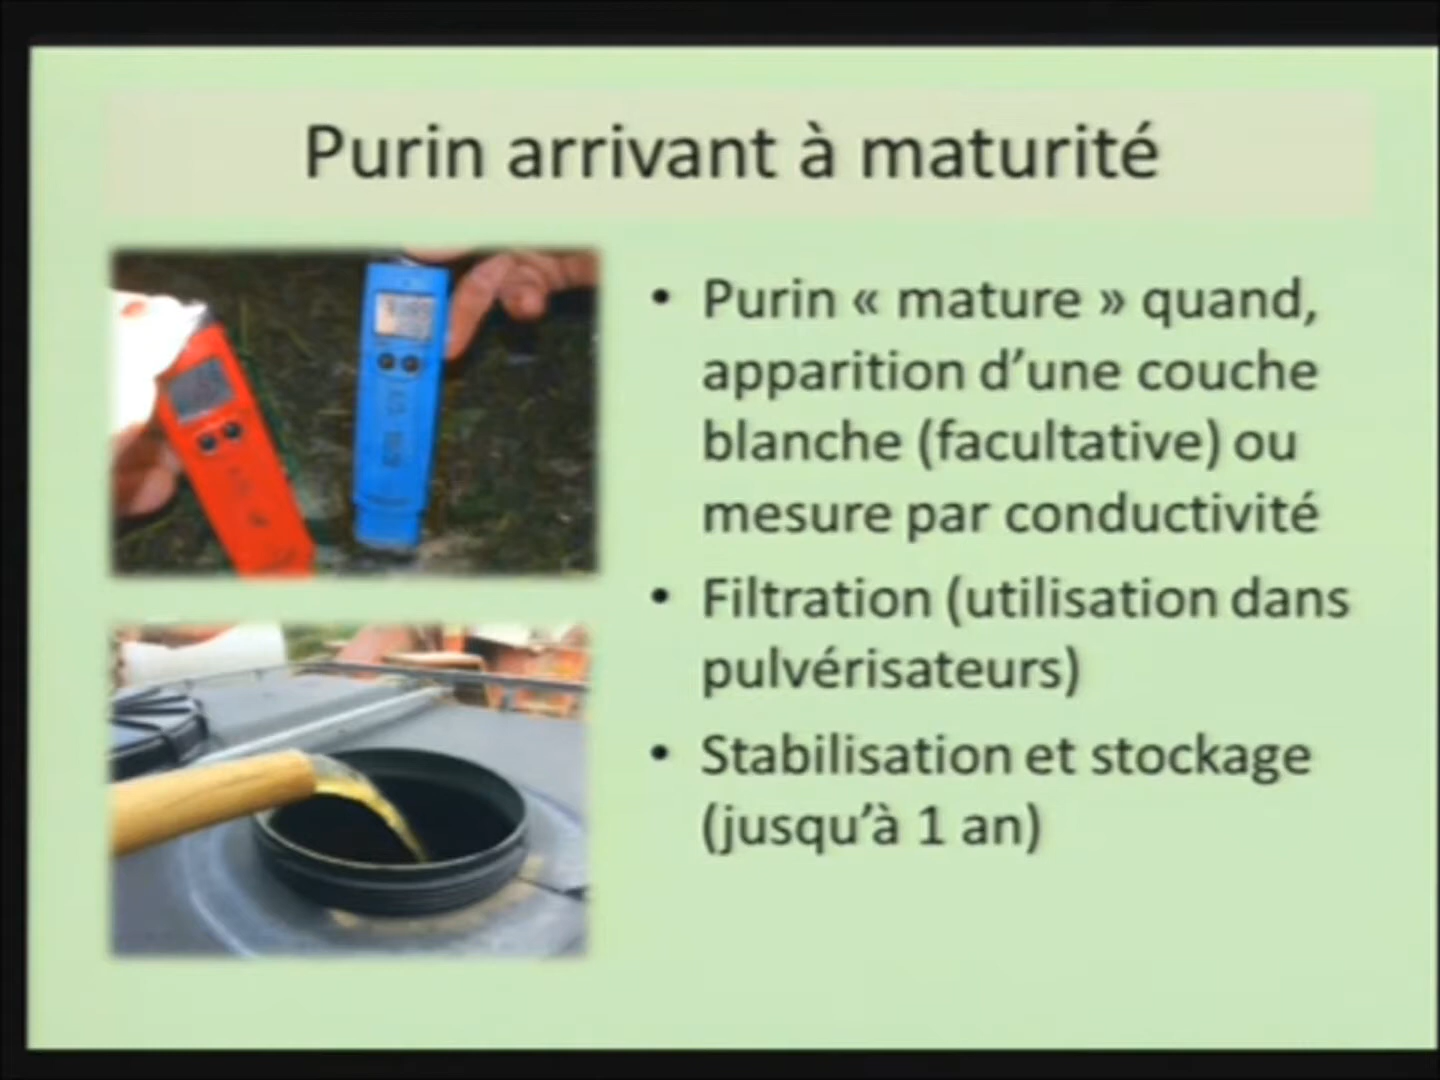 Purin arrivant à maturité
• Purin « mature » quand,
apparition d’une couche
blanche (facultative) ou
mesure par conductivité
• Filtration (utilisation dans
pulvérisateurs)
• Stabilisation et stockage
(jusqu’à 1 an)